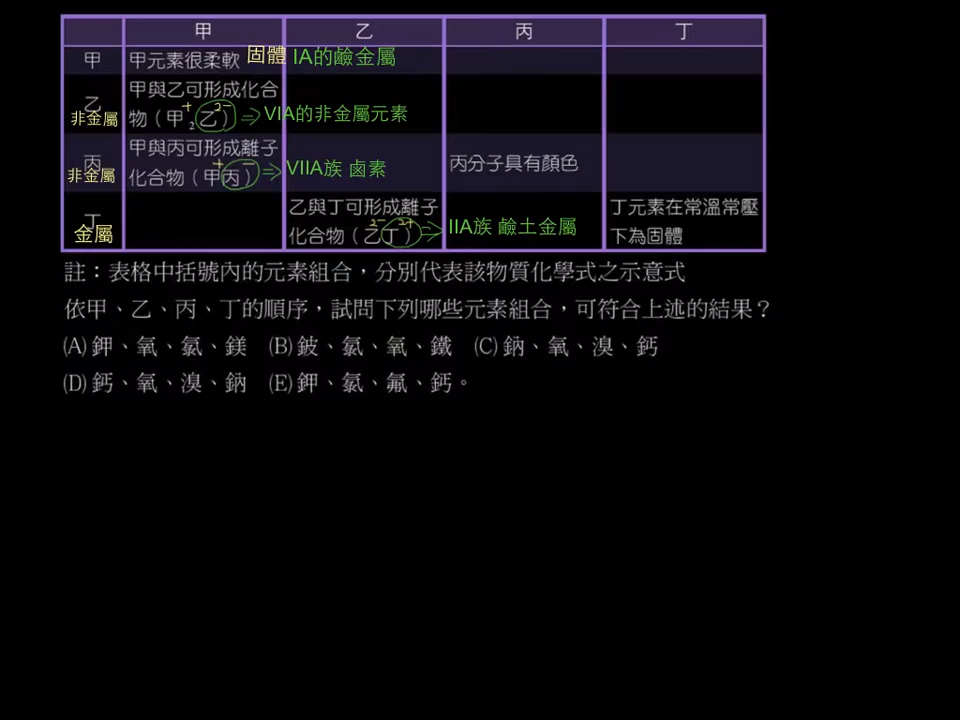 甲 乙 丙 丁
甲 甲元素很柔軟 固體 IA的鹼金屬
乙 非金屬 甲與乙可形成化合
物（甲₂乙） + 2- ⇒ VIA的非金屬元素
丙 非金屬 甲與丙可形成離子
化合物（甲丙） + - ⇒ VIIA族 鹵素 丙分子具有顏色
丁 金屬 乙與丁可形成離子 丁元素在常溫常壓
化合物（乙丁） 2- 2+ ⇒ IIA族 鹼土金屬 下為固體
註：表格中括號內的元素組合，分別代表該物質化學式之示意式
依甲、乙、丙、丁的順序，試問下列哪些元素組合，可符合上述的結果？
(A)鉀、氧、氯、鎂 (B)鈹、氯、氧、鐵 (C)鈉、氧、溴、鈣
(D)鈣、氧、溴、鈉 (E)鉀、氯、氟、鈣。